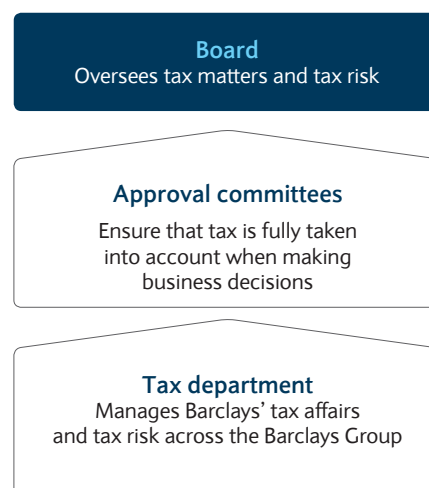 Board
Oversees tax matters and tax risk
Approval committees
Ensure that tax is fully taken
into account when making
business decisions
Tax department
Manages Barclays’ tax affairs
and tax risk across the Barclays Group